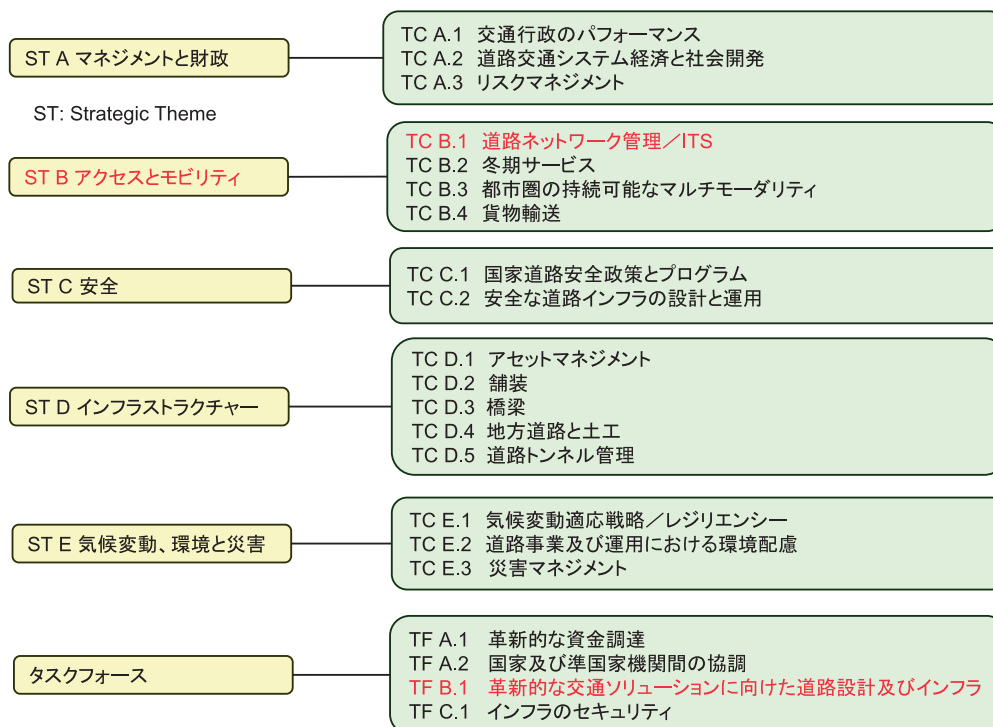 ST A マネジメントと財政
TC A.1 交通行政のパフォーマンス
TC A.2 道路交通システム経済と社会開発
TC A.3 リスクマネジメント
ST: Strategic Theme
ST B アクセスとモビリティ
TC B.1 道路ネットワーク管理／ITS
TC B.2 冬期サービス
TC B.3 都市圏の持続可能なマルチモーダリティ
TC B.4 貨物輸送
ST C 安全
TC C.1 国家道路安全政策とプログラム
TC C.2 安全な道路インフラの設計と運用
ST D インフラストラクチャー
TC D.1 アセットマネジメント
TC D.2 舗装
TC D.3 橋梁
TC D.4 地方道路と土工
TC D.5 道路トンネル管理
ST E 気候変動、環境と災害
TC E.1 気候変動適応戦略／レジリエンシー
TC E.2 道路事業及び運用における環境配慮
TC E.3 災害マネジメント
タスクフォース
TF A.1 革新的な資金調達
TF A.2 国家及び準国家機関間の協調
TF B.1 革新的な交通ソリューションに向けた道路設計及びインフラ
TF C.1 インフラのセキュリティ